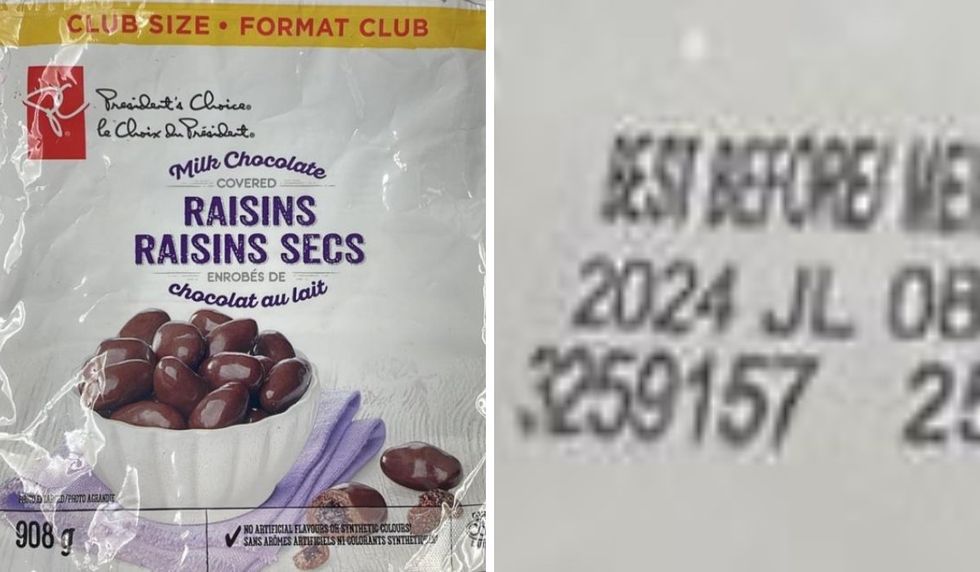 CLUB SIZE • FORMAT CLUB
PC
President's Choice®
le Choix du Président®
Milk Chocolate
COVERED
RAISINS
RAISINS SECS
ENROBÉS DE
chocolat au lait
908 g
NO ARTIFICIAL FLAVOURS OR SYNTHETIC COLOURS
SANS ARÔMES ARTIFICIELS NI COLORANTS
BEST BEFORE/
2024 JL 08
3259157 25